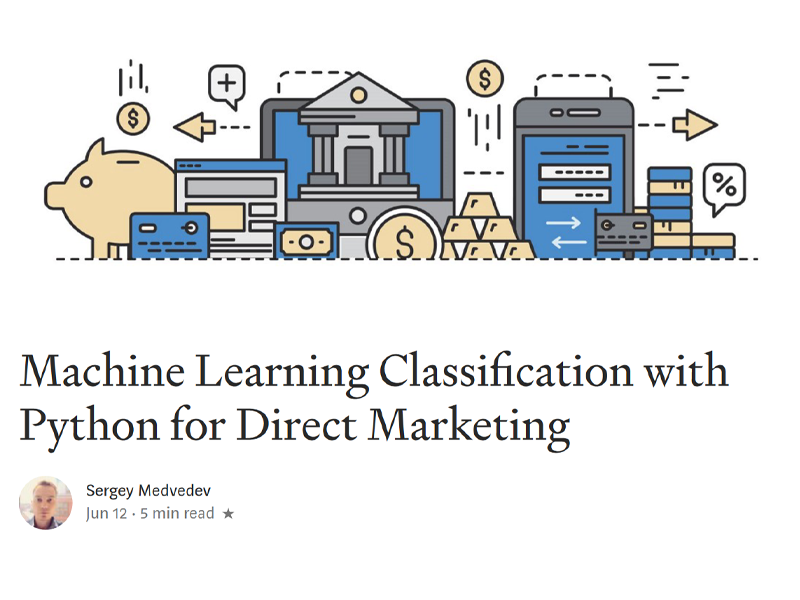 $
$
%
$
Machine Learning Classification with
Python for Direct Marketing
Sergey Medvedev
Jun 12 · 5 min read ★